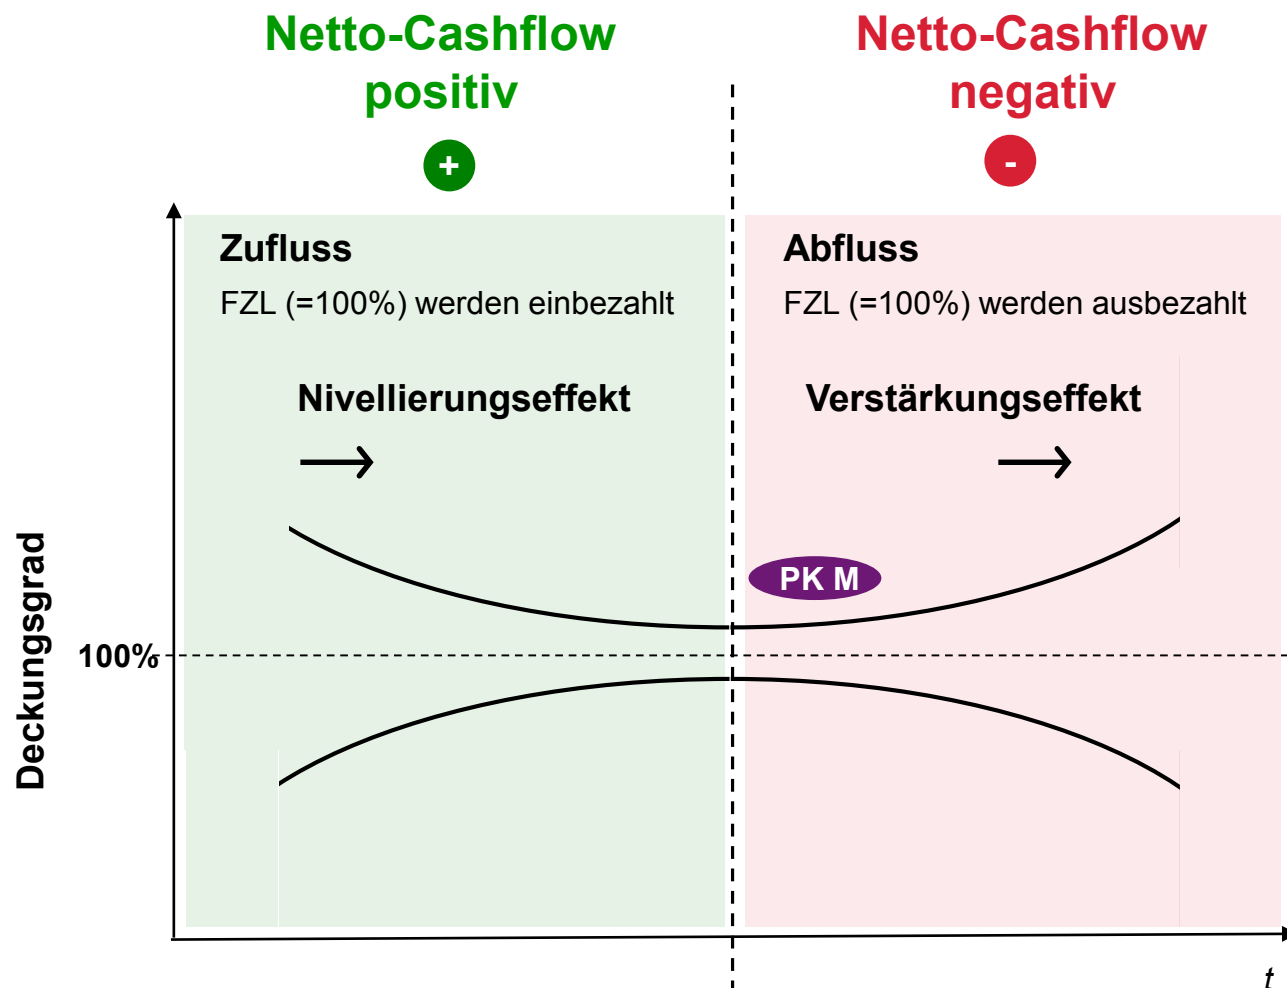 Netto-Cashflow
positiv
+
Netto-Cashflow
negativ
-
Zufluss
FZL (=100%) werden einbezahlt
Nivellierungseffekt
Abfluss
FZL (=100%) werden ausbezahlt
Verstärkungseffekt
PK M
Deckungsgrad
100%
t